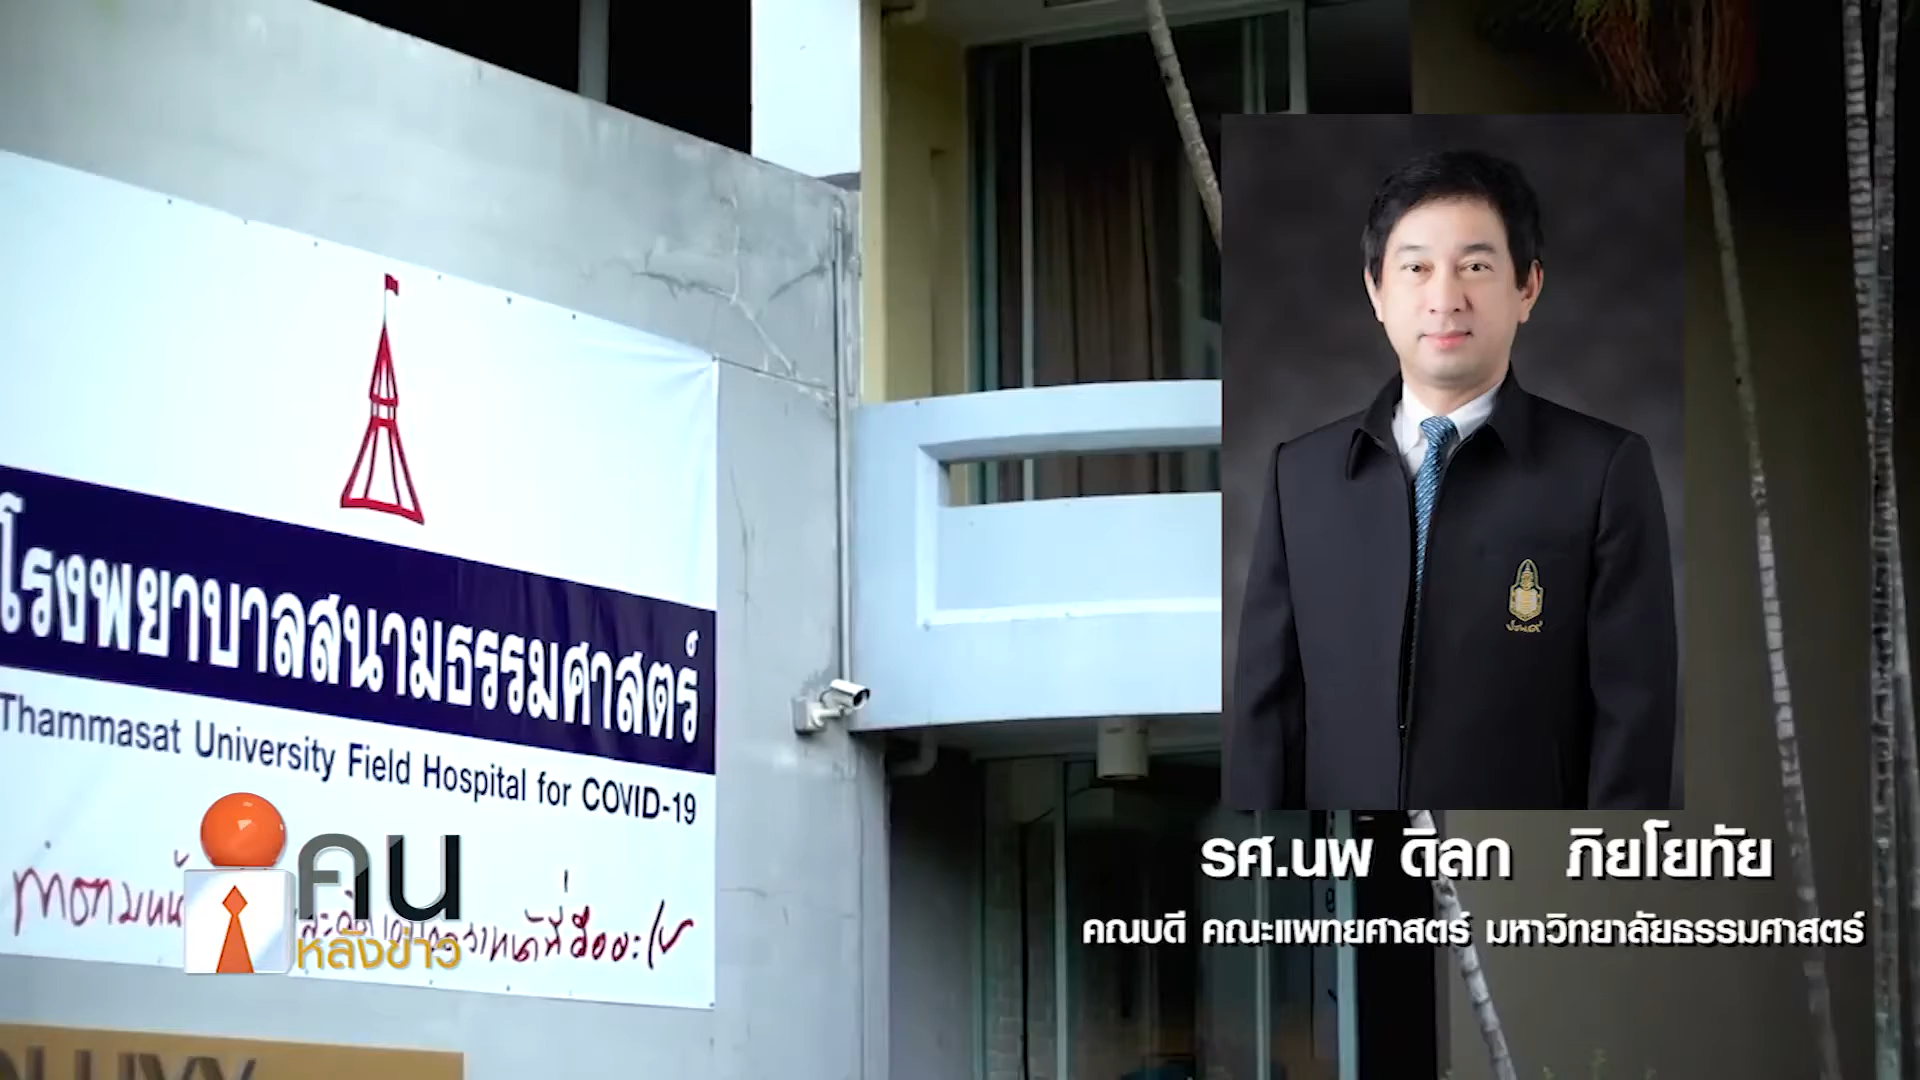 โรงพยาบาลสนามธรรมศาสตร์
Thammasat University Field Hospital for COVID-19
คน
หลังข่าว
รศ.นพ ดิลก ภิยโยทัย
คณบดี คณะแพทยศาสตร์ มหาวิทยาลัยธรรมศาสตร์